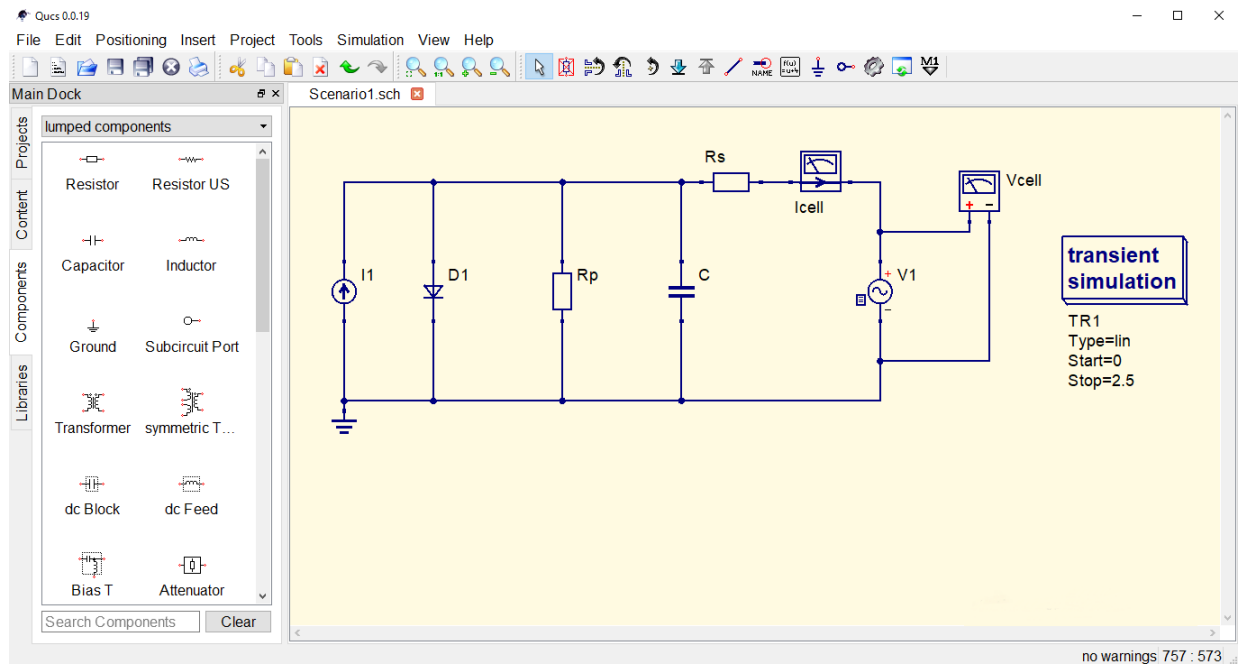 Qucs 0.0.19
File Edit Positioning Insert Project Tools Simulation View Help
NAME
M1
Main Dock
Scenario1.sch
Projects
Content
Components
Libraries
lumped components
Resistor Resistor US
Capacitor Inductor
Ground Subcircuit Port
Transformer symmetric T...
dc Block dc Feed
Bias T Attenuator
Search Components Clear
Rs
Icell
Vcell
+ −
I1
D1
Rp
C
+
V1
−
transient
simulation
TR1
Type=lin
Start=0
Stop=2.5
no warnings 757 : 573